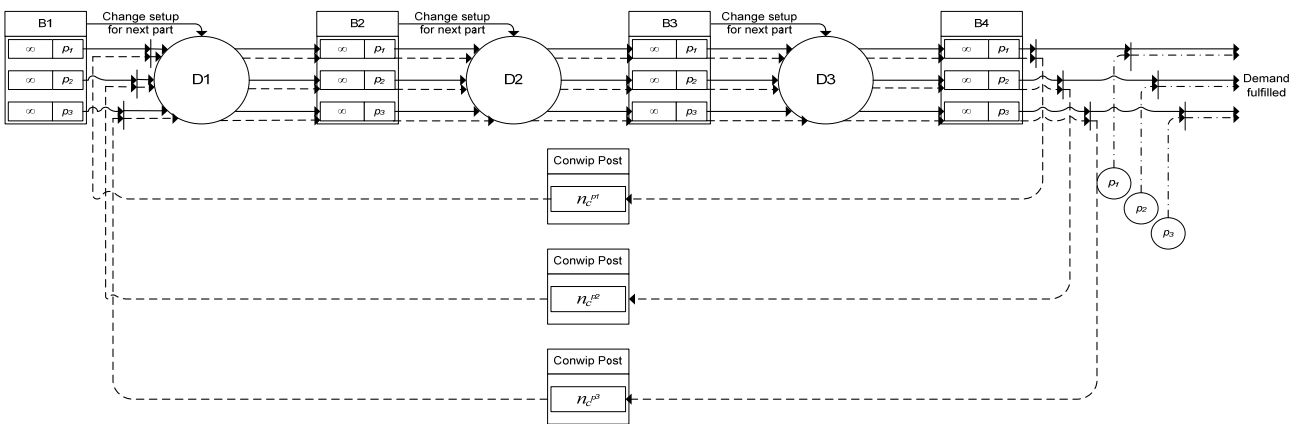 B1
Change setup
for next part
B2
Change setup
for next part
B3
Change setup
for next part
B4
∞ p1
∞ p1
∞ p1
∞ p1
∞ p2
D1
∞ p2
D2
∞ p2
D3
∞ p2
Demand
fulfilled
∞ p3
∞ p3
∞ p3
∞ p3
Conwip Post
nc^p1
p1
p2
p3
Conwip Post
nc^p2
Conwip Post
nc^p3